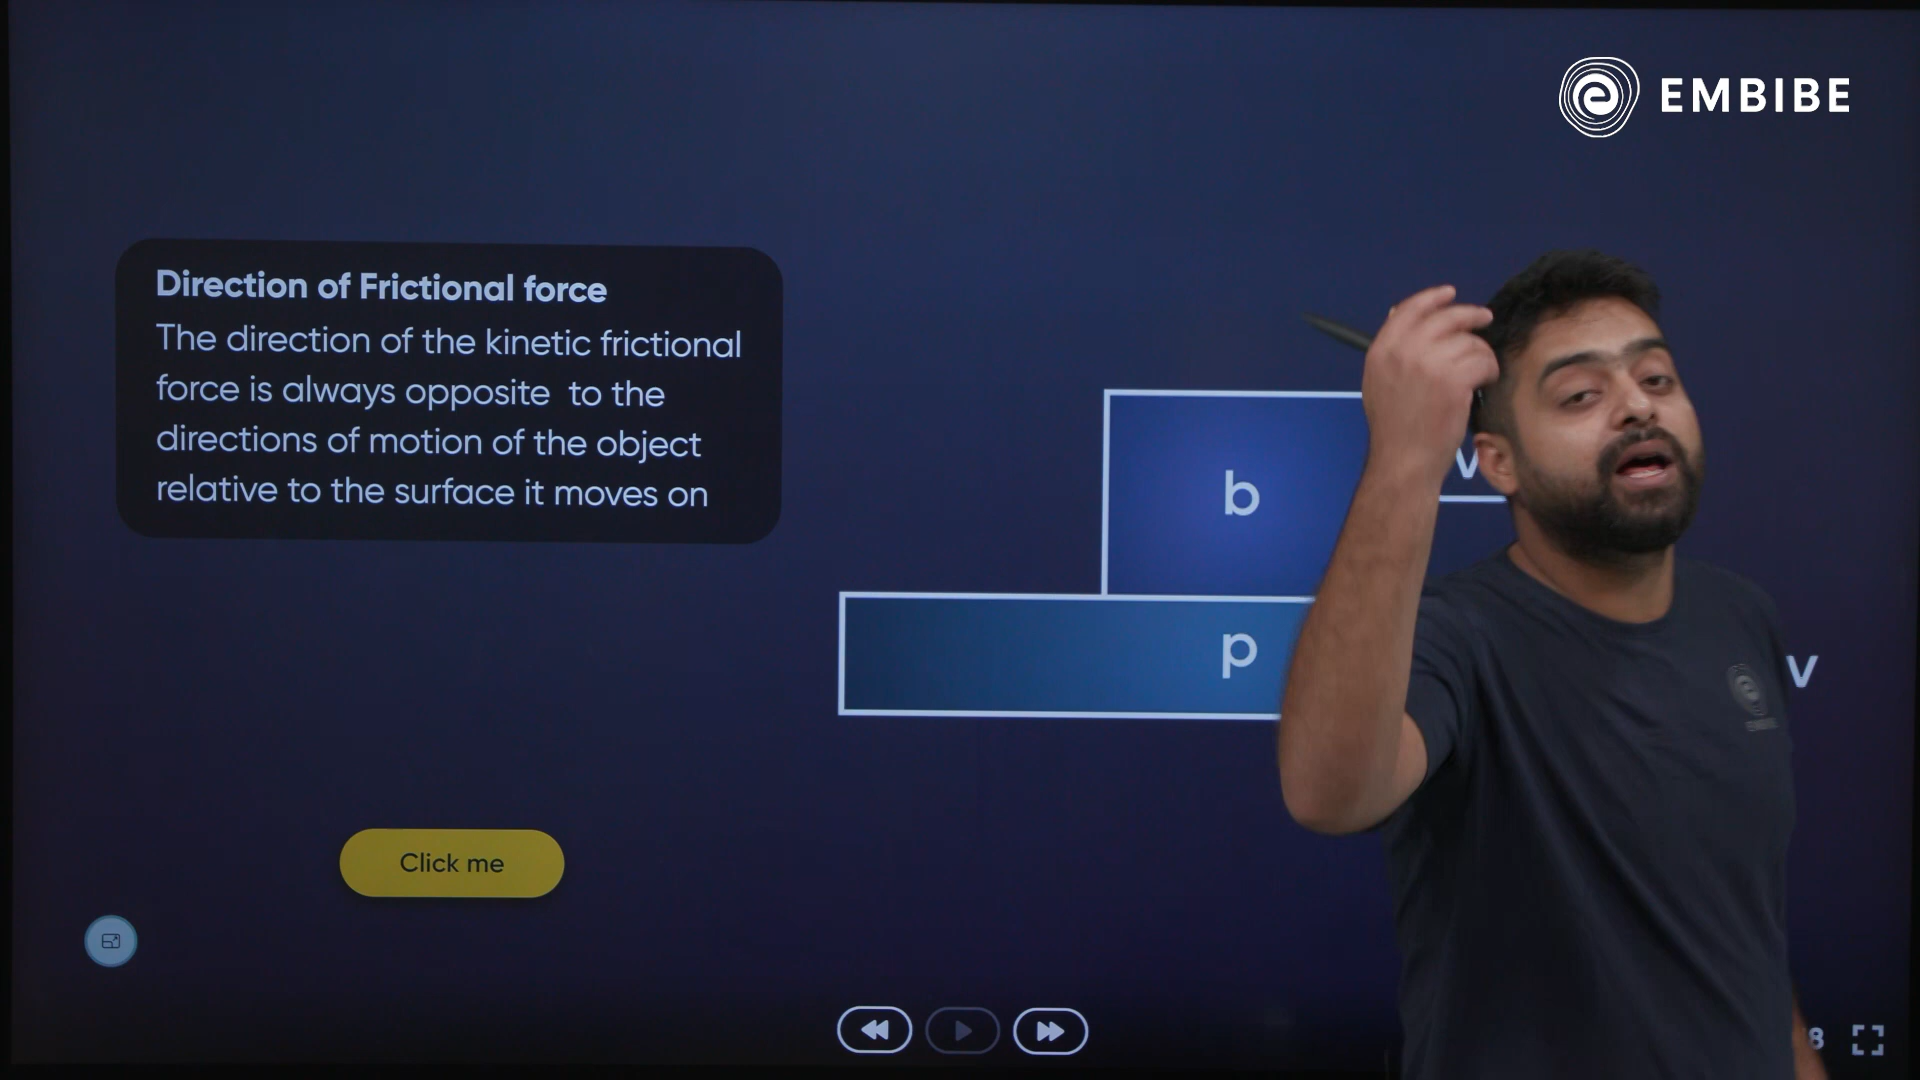 EMBIBE
Direction of Frictional force
The direction of the kinetic frictional
force is always opposite to the
directions of motion of the object
relative to the surface it moves on
b
v
p
v
Click me
8